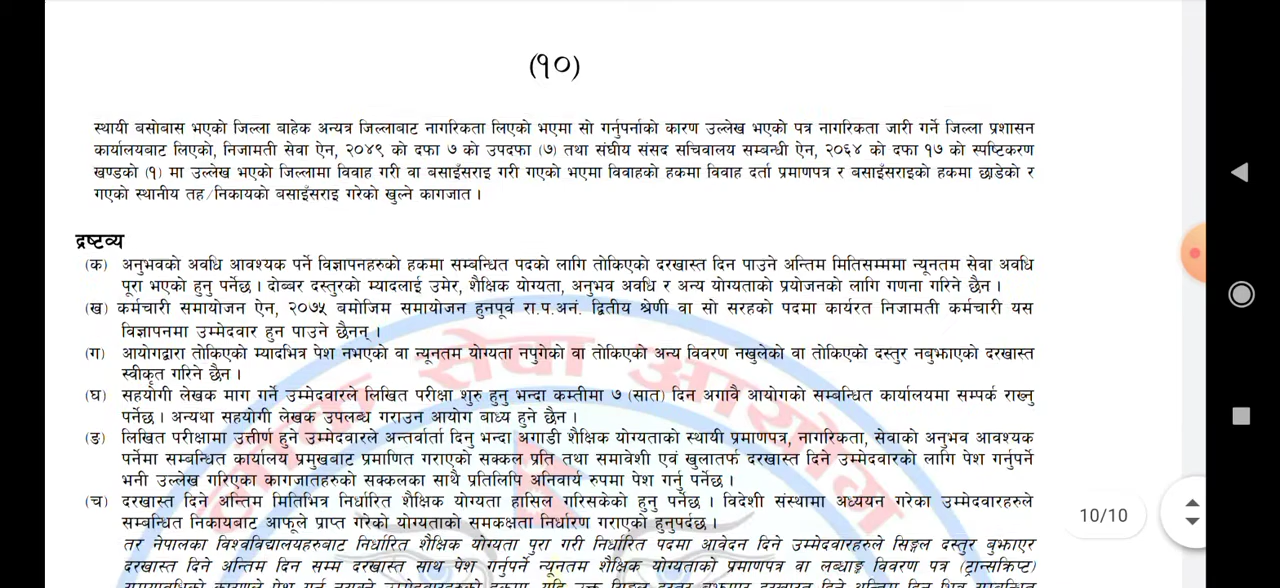 (१०)
स्थायी बसोबास भएको जिल्ला बाहेक अन्यत्र जिल्लाबाट नागरिकता लिएको भएमा सो गर्नुपर्नाको कारण उल्लेख भएको पत्र नागरिकता जारी गर्ने जिल्ला प्रशासन
कार्यालयबाट लिएको, निजामती सेवा ऐन, २०४९ को दफा ७ को उपदफा (७) तथा संघीय संसद सचिवालय सम्बन्धी ऐन, २०६४ को दफा १७ को स्पष्टिकरण
खण्डको (१) मा उल्लेख भएको जिल्लामा विवाह गरी वा बसाइँसराइ गरी गएको भएमा विवाहको हकमा विवाह दर्ता प्रमाणपत्र र बसाइँसराइको हकमा छाडेको र
गएको स्थानीय तह/निकायको बसाइँसराइ गरेको खुल्ने कागजात ।
द्रष्टव्य
(क) अनुभवको अवधि आवश्यक पर्ने विज्ञापनहरुको हकमा सम्बन्धित पदको लागि तोकिएको दरखास्त दिन पाउने अन्तिम मितिसम्ममा न्यूनतम सेवा अवधि
पूरा भएको हुनु पर्नेछ । दोब्बर दस्तुरको म्यादलाई उमेर, शैक्षिक योग्यता, अनुभव अवधि र अन्य योग्यताको प्रयोजनको लागि गणना गरिने छैन ।
(ख) कर्मचारी समायोजन ऐन, २०७५ बमोजिम समायोजन हुनपूर्व रा.प.अनं. द्वितीय श्रेणी वा सो सरहको पदमा कार्यरत निजामती कर्मचारी यस
विज्ञापनमा उम्मेदवार हुन पाउने छैनन् ।
(ग) आयोगद्वारा तोकिएको म्यादभित्र पेश नभएको वा न्यूनतम योग्यता नपुगेको वा तोकिएको अन्य विवरण नखुलेको वा तोकिएको दस्तुर नबुझाएको दरखास्त
स्वीकृत गरिने छैन ।
(घ) सहयोगी लेखक माग गर्ने उम्मेदवारले लिखित परीक्षा शुरु हुनु भन्दा कम्तीमा ७ (सात) दिन अगावै आयोगको सम्बन्धित कार्यालयमा सम्पर्क राख्नु
पर्नेछ । अन्यथा सहयोगी लेखक उपलब्ध गराउन आयोग बाध्य हुने छैन ।
(ङ) लिखित परीक्षामा उत्तीर्ण हुने उम्मेदवारले अन्तर्वार्ता दिनु भन्दा अगाडी शैक्षिक योग्यताको स्थायी प्रमाणपत्र, नागरिकता, सेवाको अनुभव आवश्यक
पर्नेमा सम्बन्धित कार्यालय प्रमुखबाट प्रमाणित गराएको सक्कल प्रति तथा समावेशी एवं खुलातर्फ दरखास्त दिने उम्मेदवारको लागि पेश गर्नुपर्ने
भनी उल्लेख गरिएका कागजातहरुको सक्कलका साथै प्रतिलिपि अनिवार्य रुपमा पेश गर्नु पर्नेछ ।
(च) दरखास्त दिने अन्तिम मितिभित्र निर्धारित शैक्षिक योग्यता हासिल गरिसकेको हुनु पर्नेछ । विदेशी संस्थामा अध्ययन गरेका उम्मेदवारहरुले
सम्बन्धित निकायबाट आफूले प्राप्त गरेको योग्यताको समकक्षता निर्धारण गराएको हुनुपर्दछ ।
तर नेपालका विश्वविद्यालयहरुबाट निर्धारित शैक्षिक योग्यता पुरा गरी निर्धारित पदमा आवेदन दिने उम्मेदवारहरुले सिङ्गल दस्तुर बुझाएर
दरखास्त दिने अन्तिम दिन सम्म दरखास्त साथ पेश गर्नुपर्ने न्यूनतम शैक्षिक योग्यताको प्रमाणपत्र वा लब्धाङ्क विवरण पत्र (ट्रान्सक्रिप्ट)
लोक सेवा आयोग
10/10